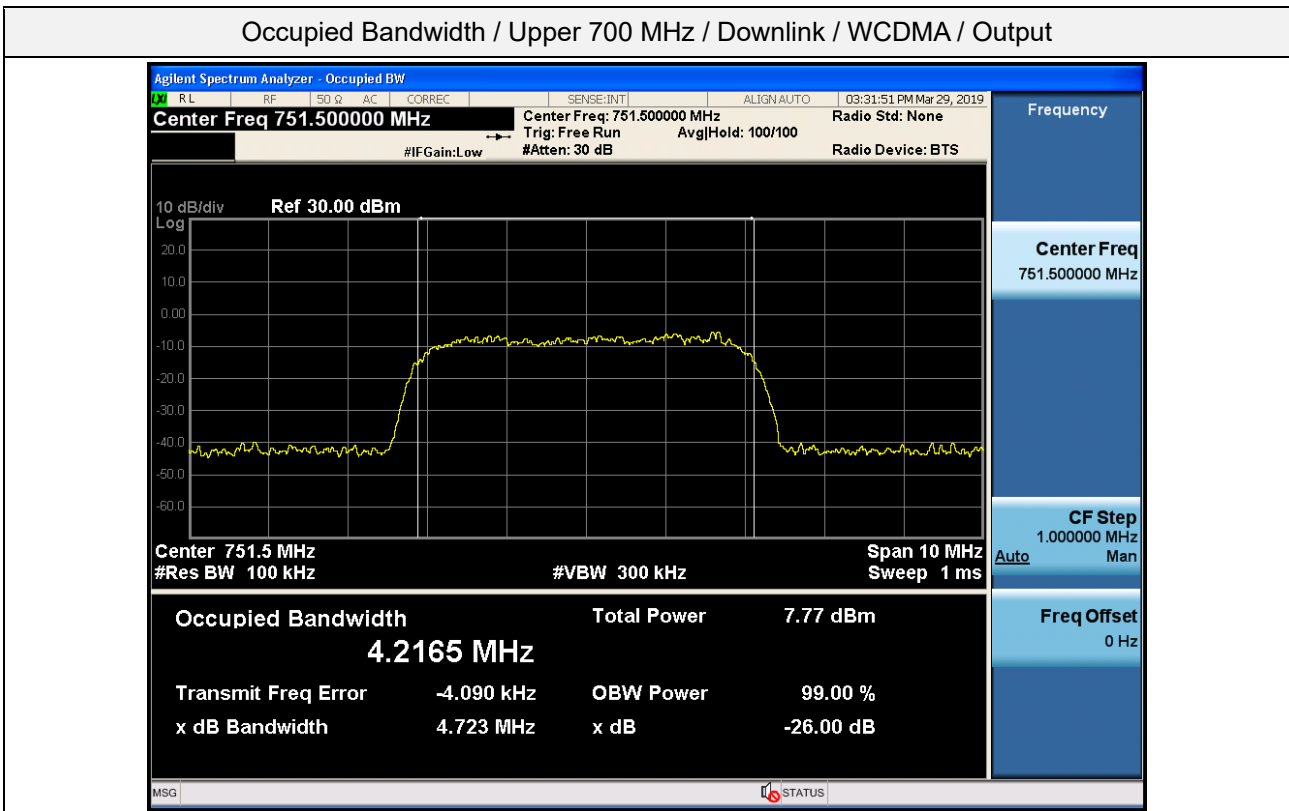 Occupied Bandwidth / Upper 700 MHz / Downlink / WCDMA / Output
Agilent Spectrum Analyzer - Occupied BW
LXI RL RF 50 Ω AC CORREC SENSE:INT ALIGN AUTO 03:31:51 PM Mar 29, 2019
Center Freq 751.500000 MHz
Center Freq: 751.500000 MHz Radio Std: None
Trig: Free Run Avg|Hold: 100/100
#IFGain:Low #Atten: 30 dB Radio Device: BTS
10 dB/div Ref 30.00 dBm
Log
20.0
10.0
0.00
-10.0
-20.0
-30.0
-40.0
-50.0
-60.0
Center 751.5 MHz Span 10 MHz
#Res BW 100 kHz #VBW 300 kHz Sweep 1 ms
Occupied Bandwidth Total Power 7.77 dBm
4.2165 MHz
Transmit Freq Error -4.090 kHz OBW Power 99.00 %
x dB Bandwidth 4.723 MHz x dB -26.00 dB
MSG STATUS
Frequency
Center Freq
751.500000 MHz
CF Step
1.000000 MHz
Auto Man
Freq Offset
0 Hz